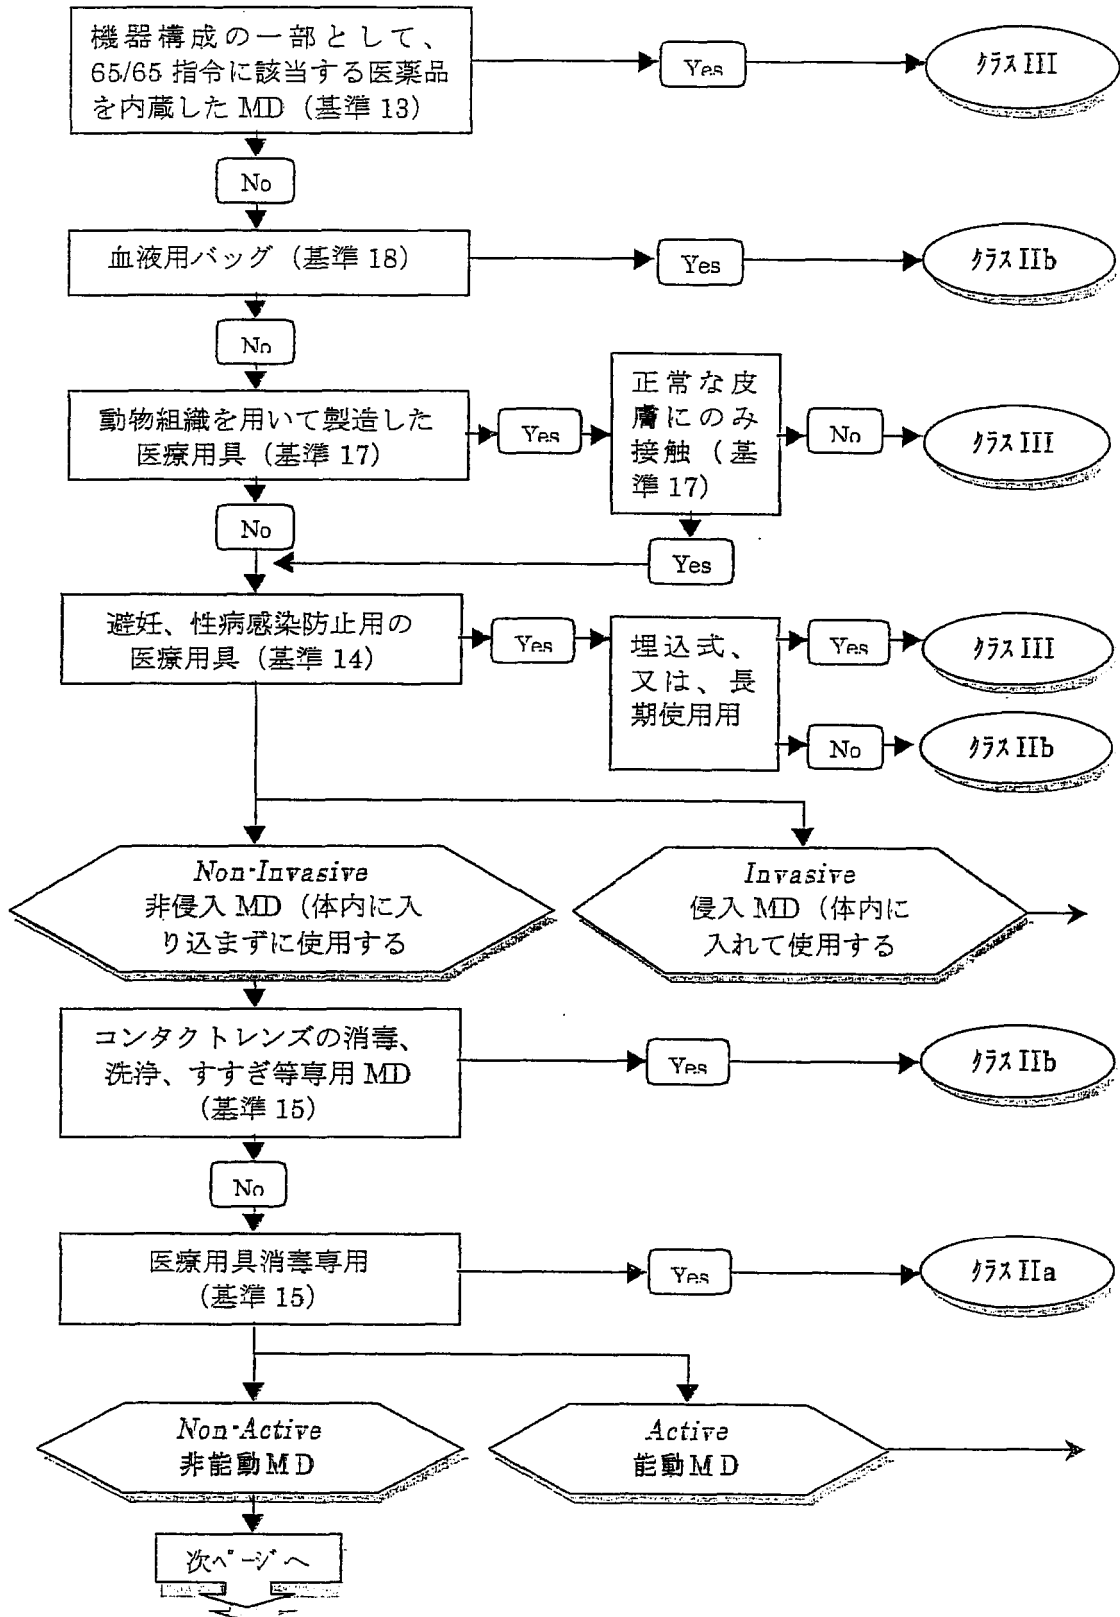 機器構成の一部として、
65/65 指令に該当する医薬品
を内蔵した MD（基準 13）
Yes
クラス III
No
血液用バッグ（基準 18）
Yes
クラス IIb
No
動物組織を用いて製造した
医療用具（基準 17）
Yes
正常な皮
膚にのみ
接触（基
準 17）
No
クラス III
No
Yes
避妊、性病感染防止用の
医療用具（基準 14）
Yes
埋込式、
又は、長
期使用用
Yes
クラス III
No
クラス IIb
Non-Invasive
非侵入 MD（体内に入
り込まずに使用する
Invasive
侵入 MD（体内に
入れて使用する
コンタクトレンズの消毒、
洗浄、すすぎ等専用 MD
（基準 15）
Yes
クラス IIb
No
医療用具消毒専用
（基準 15）
Yes
クラス IIa
Non-Active
非能動ＭＤ
Active
能動ＭＤ
次ページへ